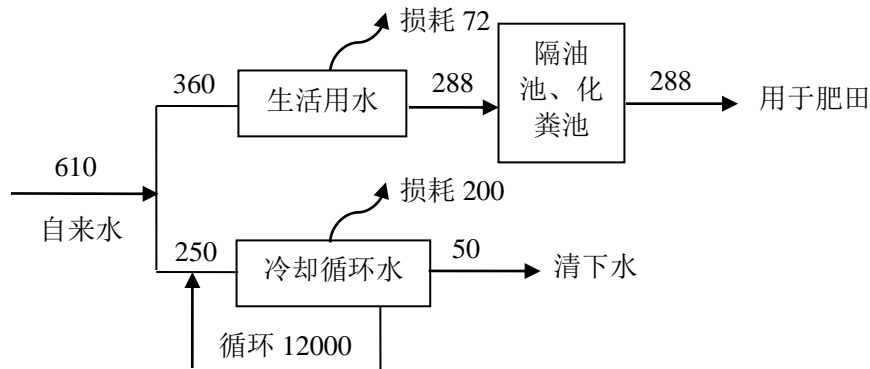 损耗 72
360
生活用水
288
隔油
池、化
粪池
288
用于肥田
610
自来水
损耗 200
250
冷却循环水
50
清下水
循环 12000